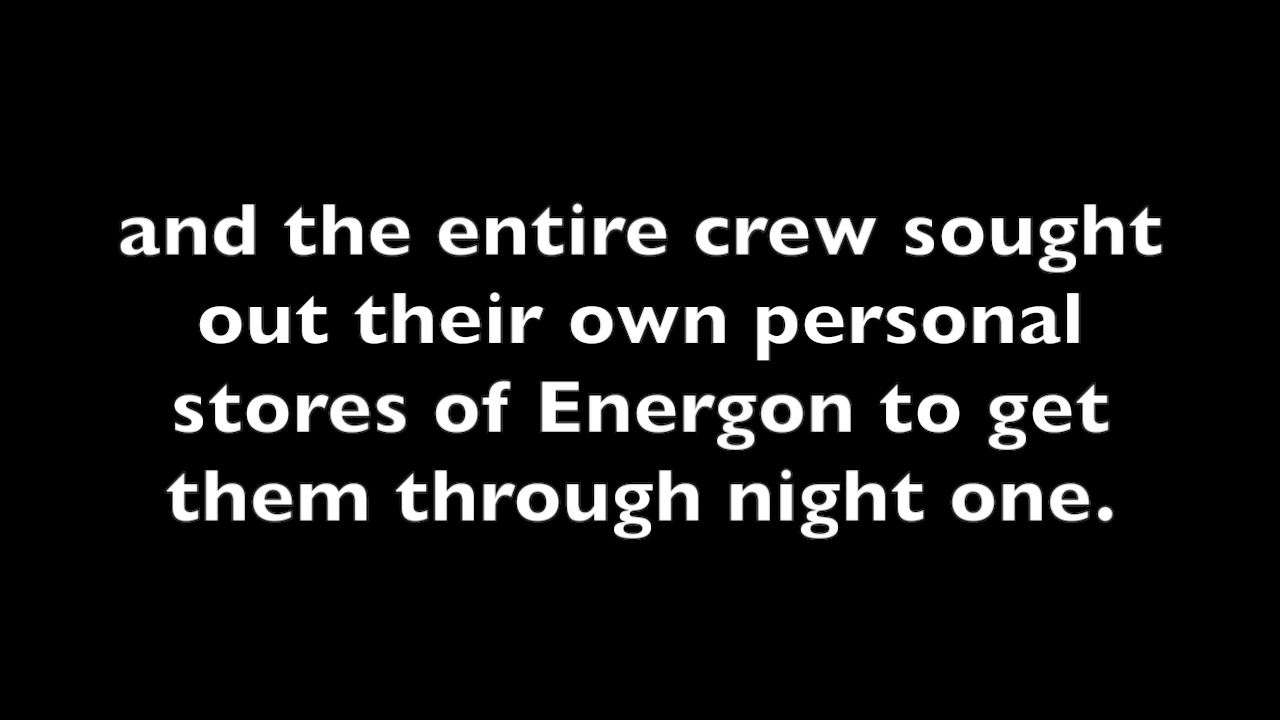 and the entire crew sought
out their own personal
stores of Energon to get
them through night one.